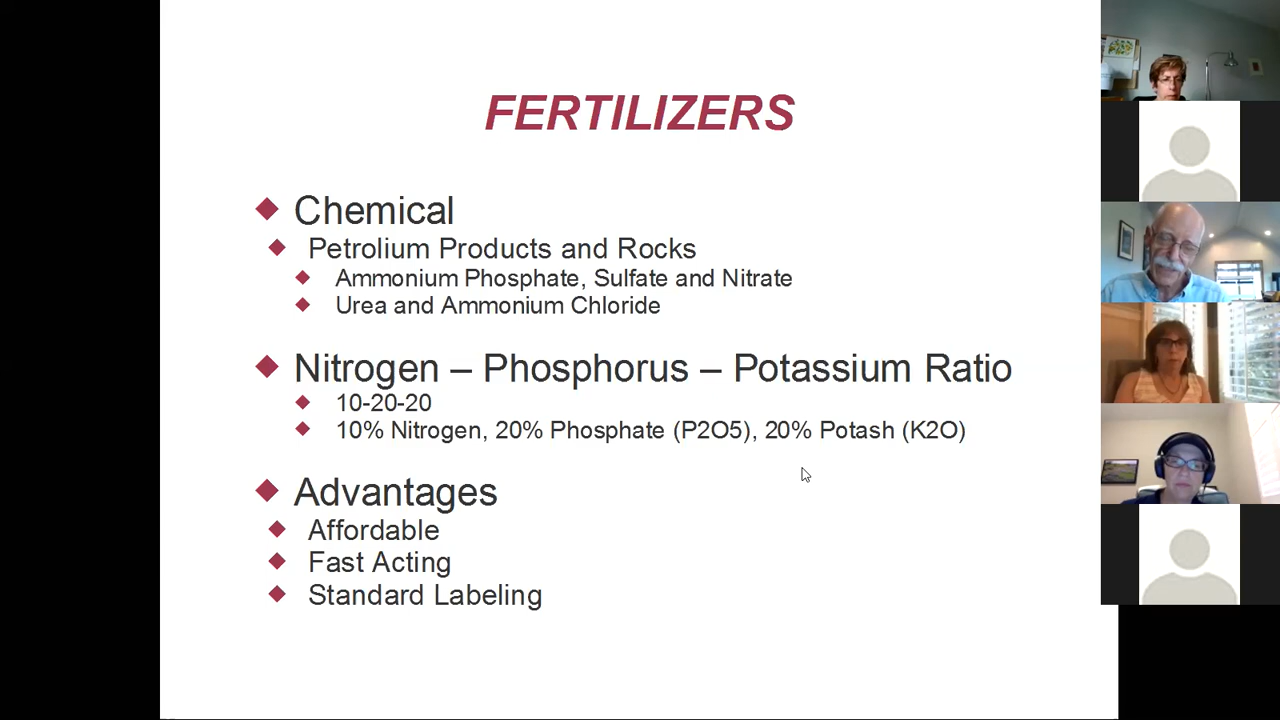 FERTILIZERS
Chemical
Petrolium Products and Rocks
Ammonium Phosphate, Sulfate and Nitrate
Urea and Ammonium Chloride
Nitrogen – Phosphorus – Potassium Ratio
10-20-20
10% Nitrogen, 20% Phosphate (P2O5), 20% Potash (K2O)
Advantages
Affordable
Fast Acting
Standard Labeling